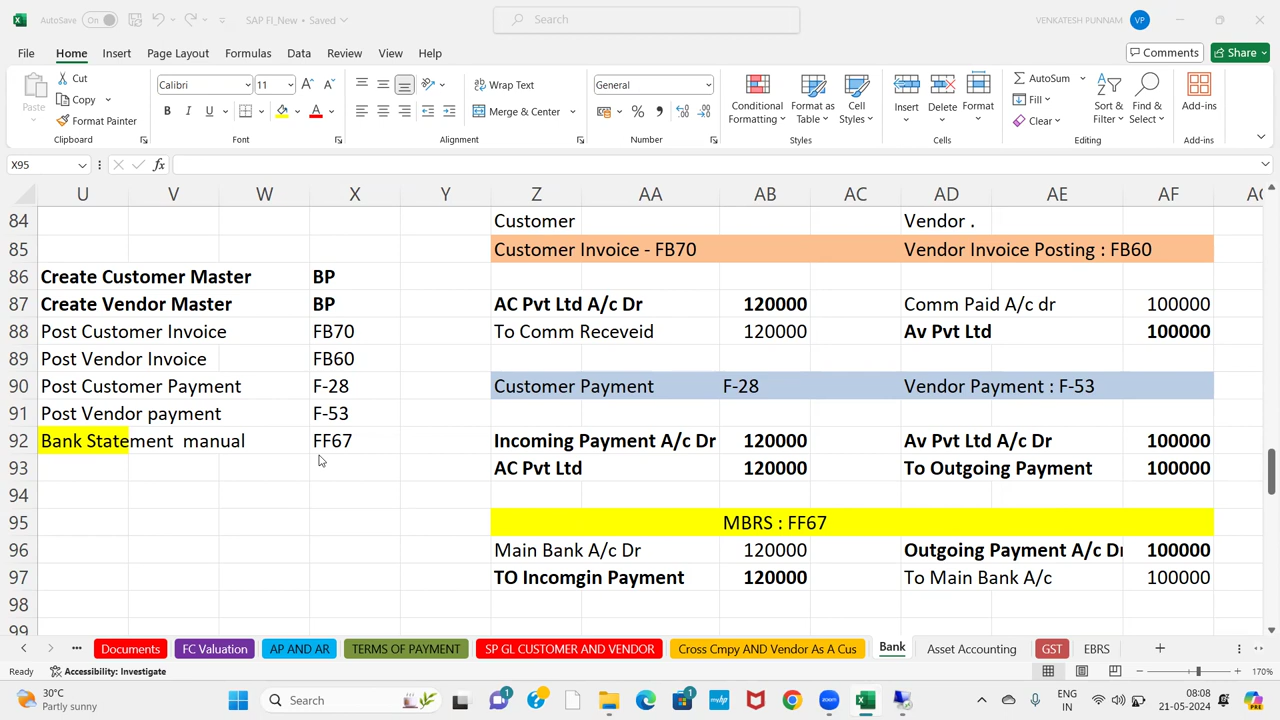 AutoSave On SAP FI_New • Saved Search VENKATESH PUNNAM VP
File Home Insert Page Layout Formulas Data Review View Help Comments Share
Paste Cut Copy Format Painter Clipboard
Calibri 11 B I U A Font
Wrap Text Merge & Center Alignment
General % Number
Conditional Formatting Format as Table Cell Styles Styles
Insert Delete Format Cells
AutoSum Fill Clear Sort & Filter Find & Select Editing
Add-ins Add-ins
X95 fx
U V W X Y Z AA AB AC AD AE AF
84 Customer Vendor .
85 Customer Invoice - FB70 Vendor Invoice Posting : FB60
86 Create Customer Master BP
87 Create Vendor Master BP AC Pvt Ltd A/c Dr 120000 Comm Paid A/c dr 100000
88 Post Customer Invoice FB70 To Comm Receveid 120000 Av Pvt Ltd 100000
89 Post Vendor Invoice FB60
90 Post Customer Payment F-28 Customer Payment F-28 Vendor Payment : F-53
91 Post Vendor payment F-53
92 Bank Statement manual FF67 Incoming Payment A/c Dr 120000 Av Pvt Ltd A/c Dr 100000
93 AC Pvt Ltd 120000 To Outgoing Payment 100000
94
95 MBRS : FF67
96 Main Bank A/c Dr 120000 Outgoing Payment A/c Dr 100000
97 TO Incomgin Payment 120000 To Main Bank A/c 100000
98
99
Documents FC Valuation AP AND AR TERMS OF PAYMENT SP GL CUSTOMER AND VENDOR Cross Cmpy AND Vendor As A Cus Bank Asset Accounting GST EBRS
Ready Accessibility: Investigate 170%
30°C Partly sunny Search ENG IN 08:08 21-05-2024